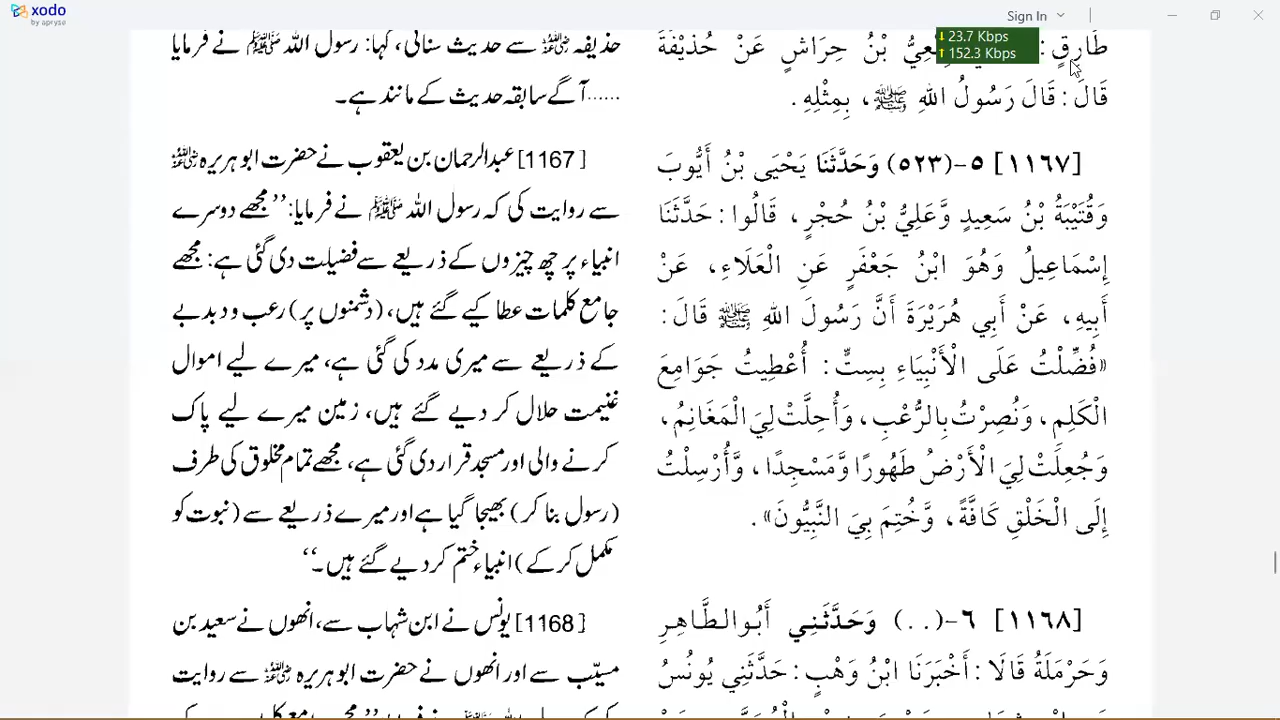 xodo
by apryse
Sign In
↓ 23.7 Kbps
↑ 152.3 Kbps
طَارِقٍ : بْنُ حِرَاشٍ عَنْ حُذَيْفَةَ
قَالَ : قَالَ رَسُولُ اللهِ ﷺ ، بِمِثْلِهِ .
[١١٦٧] ٥-(٥٢٣) وَحَدَّثَنَا يَحْيَى بْنُ أَيُّوبَ
وَقُتَيْبَةُ بْنُ سَعِيدٍ وَّعَلِيُّ بْنُ حُجْرٍ ، قَالُوا : حَدَّثَنَا
إِسْمَاعِيلُ وَهُوَ ابْنُ جَعْفَرٍ عَنِ الْعَلَاءِ، عَنْ
أَبِيهِ، عَنْ أَبِي هُرَيْرَةَ أَنَّ رَسُولَ اللهِ ﷺ قَالَ :
«فُضِّلْتُ عَلَى الْأَنْبِيَاءِ بِسِتٍّ : أُعْطِيتُ جَوَامِعَ
الْكَلِمِ، وَنُصِرْتُ بِالرُّعْبِ، وَأُحِلَّتْ لِيَ الْمَغَانِمُ،
وَجُعِلَتْ لِيَ الْأَرْضُ طَهُورًا وَّمَسْجِدًا، وَّأُرْسِلْتُ
إِلَى الْخَلْقِ كَافَّةً، وَّخُتِمَ بِيَ النَّبِيُّونَ» .
[١١٦٨] ٦-(. .) وَحَدَّثَنِي أَبُو الطَّاهِرِ
وَحَرْمَلَةُ قَالَا : أَخْبَرَنَا ابْنُ وَهْبٍ : حَدَّثَنِي يُونُسُ
حذیفہ رضی اللہ عنہ سے حدیث سنائی، کہا: رسول اللہ ﷺ نے فرمایا
......آگے سابقہ حدیث کے مانند ہے۔
[1167] عبدالرحمان بن یعقوب نے حضرت ابو ہریرہ رضی اللہ عنہ
سے روایت کی کہ رسول اللہ ﷺ نے فرمایا: ’’مجھے دوسرے
انبیاء پر چھ چیزوں کے ذریعے سے فضیلت دی گئی ہے: مجھے
جامع کلمات عطا کیے گئے ہیں، (دشمنوں پر) رعب و دبدبے
کے ذریعے سے میری مدد کی گئی ہے، میرے لیے اموال
غنیمت حلال کر دیے گئے ہیں، زمین میرے لیے پاک
کرنے والی اور مسجد قرار دی گئی ہے، مجھے تمام مخلوق کی طرف
(رسول بنا کر) بھیجا گیا ہے اور میرے ذریعے سے (نبوت کو
مکمل کر کے) انبیاء ختم کر دیے گئے ہیں۔‘‘
[1168] یونس نے ابن شہاب سے، انھوں نے سعید بن
مسیّب سے اور انھوں نے حضرت ابو ہریرہ رضی اللہ عنہ سے روایت